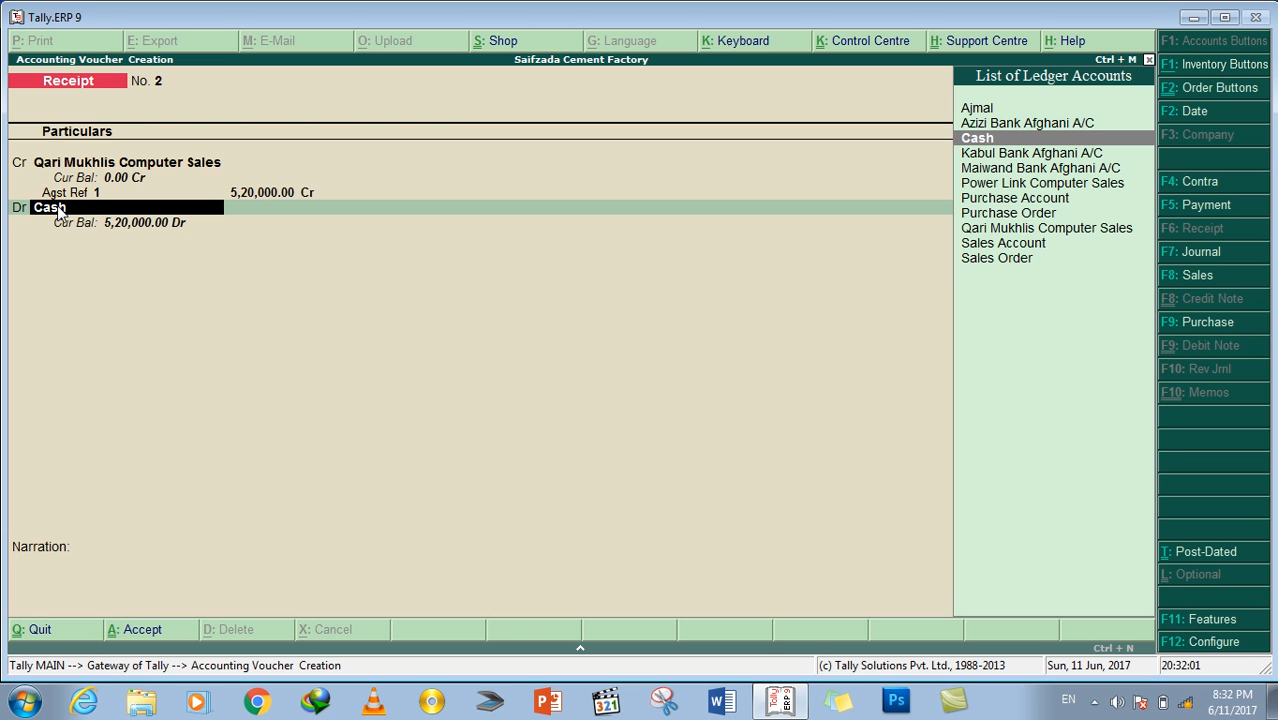 Tally.ERP 9
P: Print
E: Export
M: E-Mail
O: Upload
S: Shop
G: Language
K: Keyboard
K: Control Centre
H: Support Centre
H: Help
F1: Accounts Buttons
Accounting Voucher Creation
Saifzada Cement Factory
Ctrl + M
F1: Inventory Buttons
Receipt
No. 2
List of Ledger Accounts
F2: Order Buttons
Ajmal
F2: Date
Azizi Bank Afghani A/C
Particulars
Cash
F3: Company
Kabul Bank Afghani A/C
Cr Qari Mukhlis Computer Sales
Maiwand Bank Afghani A/C
Cur Bal: 0.00 Cr
Power Link Computer Sales
F4: Contra
Agst Ref 1
5,20,000.00 Cr
Purchase Account
Dr Cash
Purchase Order
F5: Payment
Cur Bal: 5,20,000.00 Dr
Qari Mukhlis Computer Sales
F6: Receipt
Sales Account
F7: Journal
Sales Order
F8: Sales
F8: Credit Note
F9: Purchase
F9: Debit Note
F10: Rev Jrnl
F10: Memos
Narration:
T: Post-Dated
L: Optional
F11: Features
Q: Quit
A: Accept
D: Delete
X: Cancel
F12: Configure
Ctrl + N
Tally MAIN --> Gateway of Tally --> Accounting Voucher Creation
(c) Tally Solutions Pvt. Ltd., 1988-2013
Sun, 11 Jun, 2017
20:32:01
321
Ps
EN
8:32 PM
6/11/2017